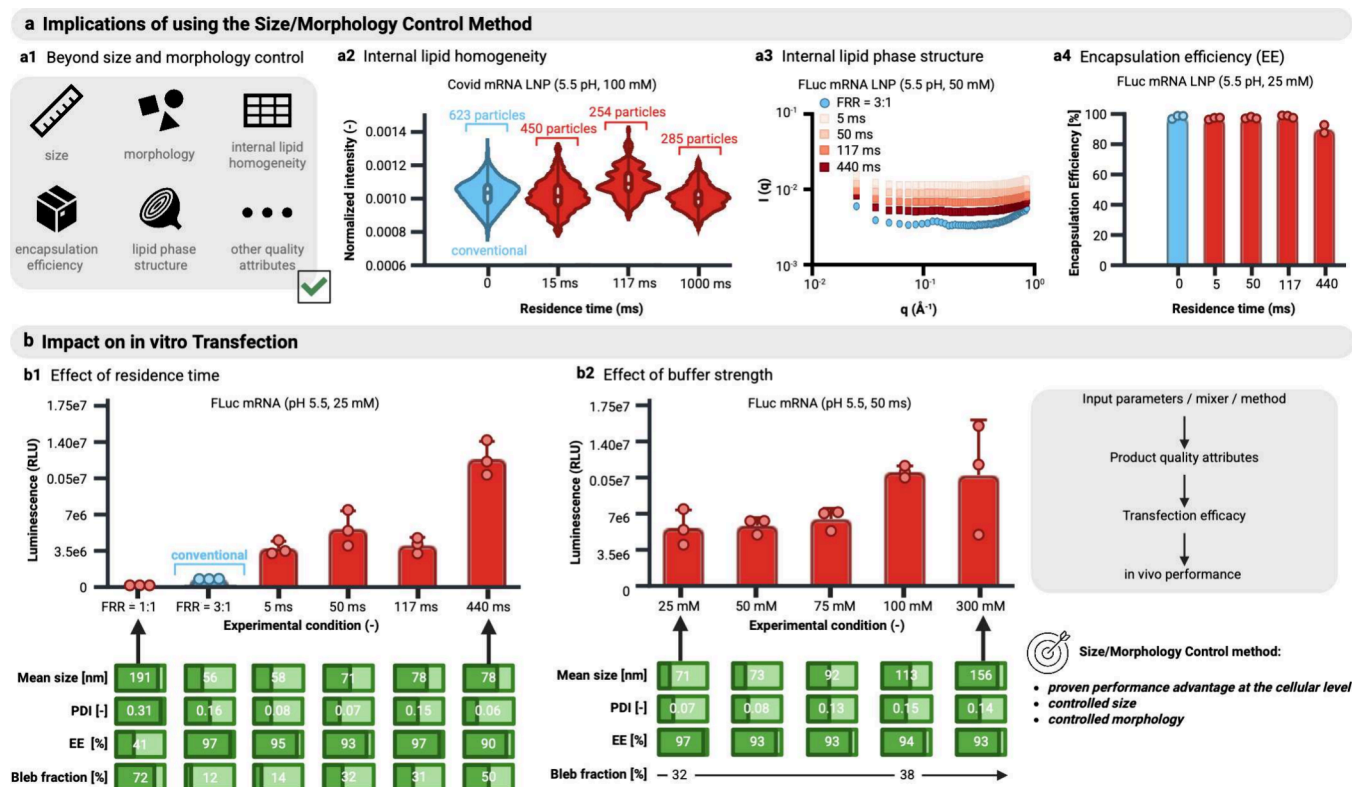 a Implications of using the Size/Morphology Control Method
a1 Beyond size and morphology control
size
morphology
internal lipid
homogeneity
encapsulation
efficiency
lipid phase
structure
other quality
attributes
a2 Internal lipid homogeneity
Covid mRNA LNP (5.5 pH, 100 mM)
Normalized intensity (-)
0.0014
0.0012
0.0010
0.0008
0.0006
623 particles
450 particles
254 particles
285 particles
conventional
0
15 ms
117 ms
1000 ms
Residence time (ms)
a3 Internal lipid phase structure
FLuc mRNA LNP (5.5 pH, 50 mM)
FRR = 3:1
5 ms
50 ms
117 ms
440 ms
I (q)
10-1
10-2
10-3
10-2
10-1
100
q (Å-1)
a4 Encapsulation efficiency (EE)
FLuc mRNA LNP (5.5 pH, 25 mM)
Encapsulation Efficiency [%]
100
80
60
40
20
0
0 5 50 117 440
Residence time (ms)
b Impact on in vitro Transfection
b1 Effect of residence time
FLuc mRNA (pH 5.5, 25 mM)
Luminescence (RLU)
1.75e7
1.40e7
0.05e7
7e6
3.5e6
0
conventional
FRR = 1:1 FRR = 3:1 5 ms 50 ms 117 ms 440 ms
Experimental condition (-)
Mean size [nm] 191 56 58 71 78 78
PDI [-] 0.31 0.16 0.08 0.07 0.15 0.06
EE [%] 41 97 95 93 97 90
Bleb fraction [%] 72 12 14 32 31 50
b2 Effect of buffer strength
FLuc mRNA (pH 5.5, 50 ms)
Luminescence (RLU)
1.75e7
1.40e7
0.05e7
7e6
3.5e6
0
25 mM 50 mM 75 mM 100 mM 300 mM
Experimental condition (-)
Mean size [nm] 71 73 92 113 156
PDI [-] 0.07 0.08 0.13 0.15 0.14
EE [%] 97 93 93 94 93
Bleb fraction [%] 32 38
Input parameters / mixer / method
Product quality attributes
Transfection efficacy
in vivo performance
Size/Morphology Control method:
• proven performance advantage at the cellular level
• controlled size
• controlled morphology